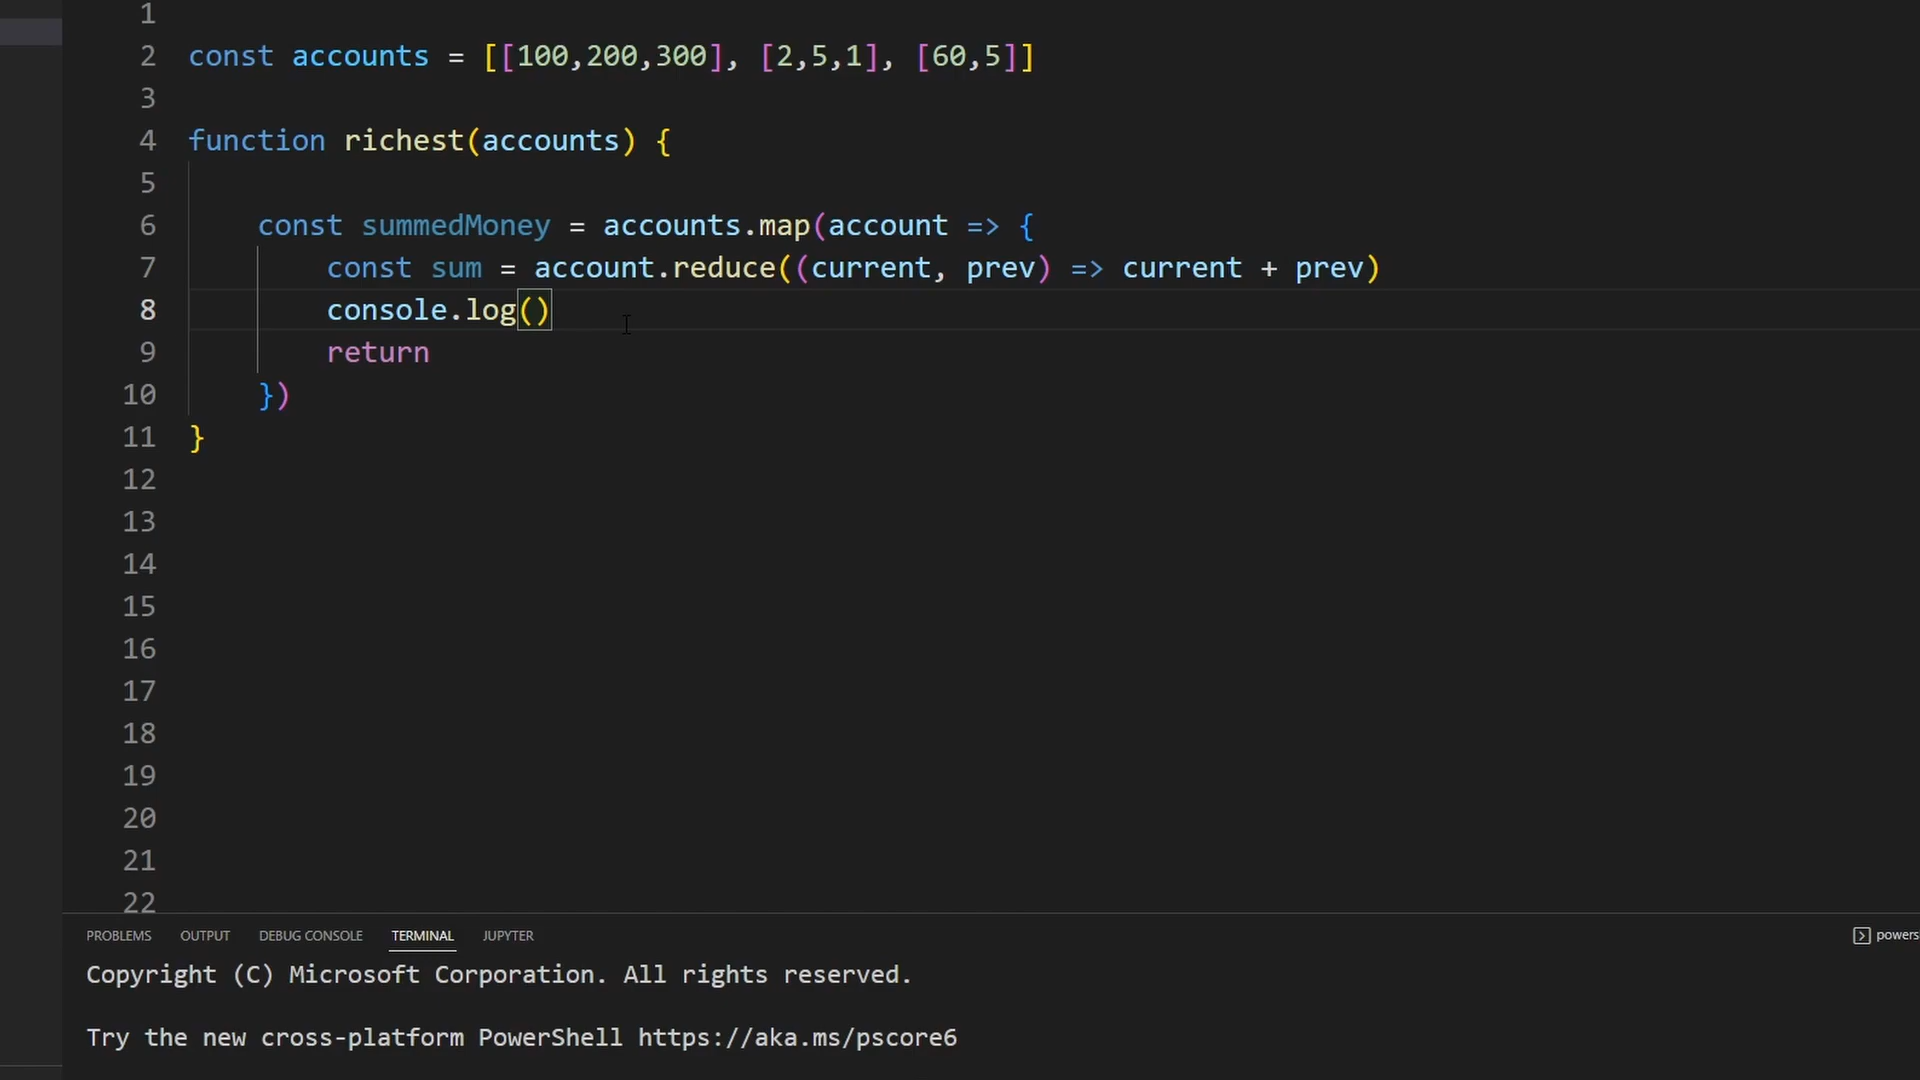 1
2 const accounts = [[100,200,300], [2,5,1], [60,5]]
3
4 function richest(accounts) {
5
6 const summedMoney = accounts.map(account => {
7 const sum = account.reduce((current, prev) => current + prev)
8 console.log()
9 return
10 })
11 }
12
13
14
15
16
17
18
19
20
21
22
PROBLEMS OUTPUT DEBUG CONSOLE TERMINAL JUPYTER powers
Copyright (C) Microsoft Corporation. All rights reserved.
Try the new cross-platform PowerShell https://aka.ms/pscore6